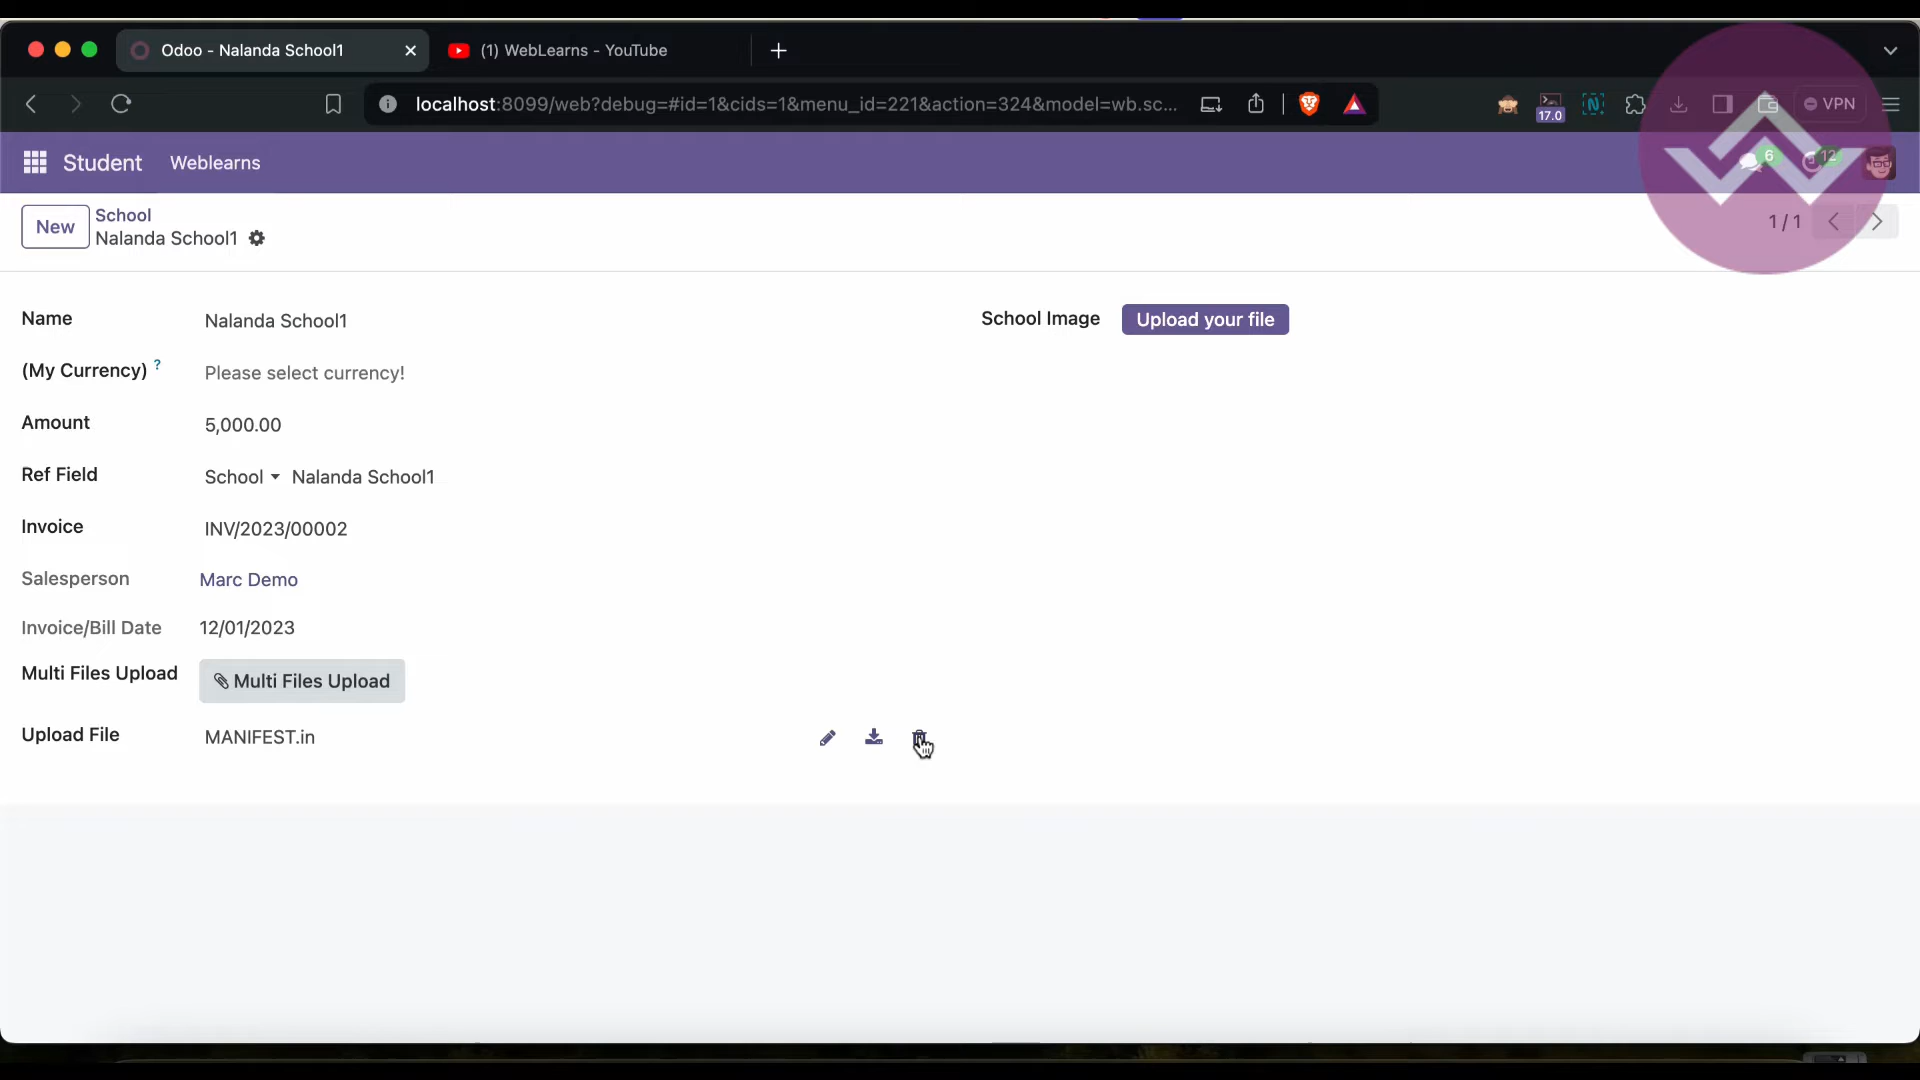 Odoo - Nalanda School1
(1) WebLearns - YouTube
localhost:8099/web?debug=#id=1&cids=1&menu_id=221&action=324&model=wb.sc...
17.0
VPN
Student
Weblearns
6
12
New
School
Nalanda School1
1 / 1
Name
Nalanda School1
School Image
Upload your file
(My Currency) ?
Please select currency!
Amount
5,000.00
Ref Field
School
Nalanda School1
Invoice
INV/2023/00002
Salesperson
Marc Demo
Invoice/Bill Date
12/01/2023
Multi Files Upload
Multi Files Upload
Upload File
MANIFEST.in